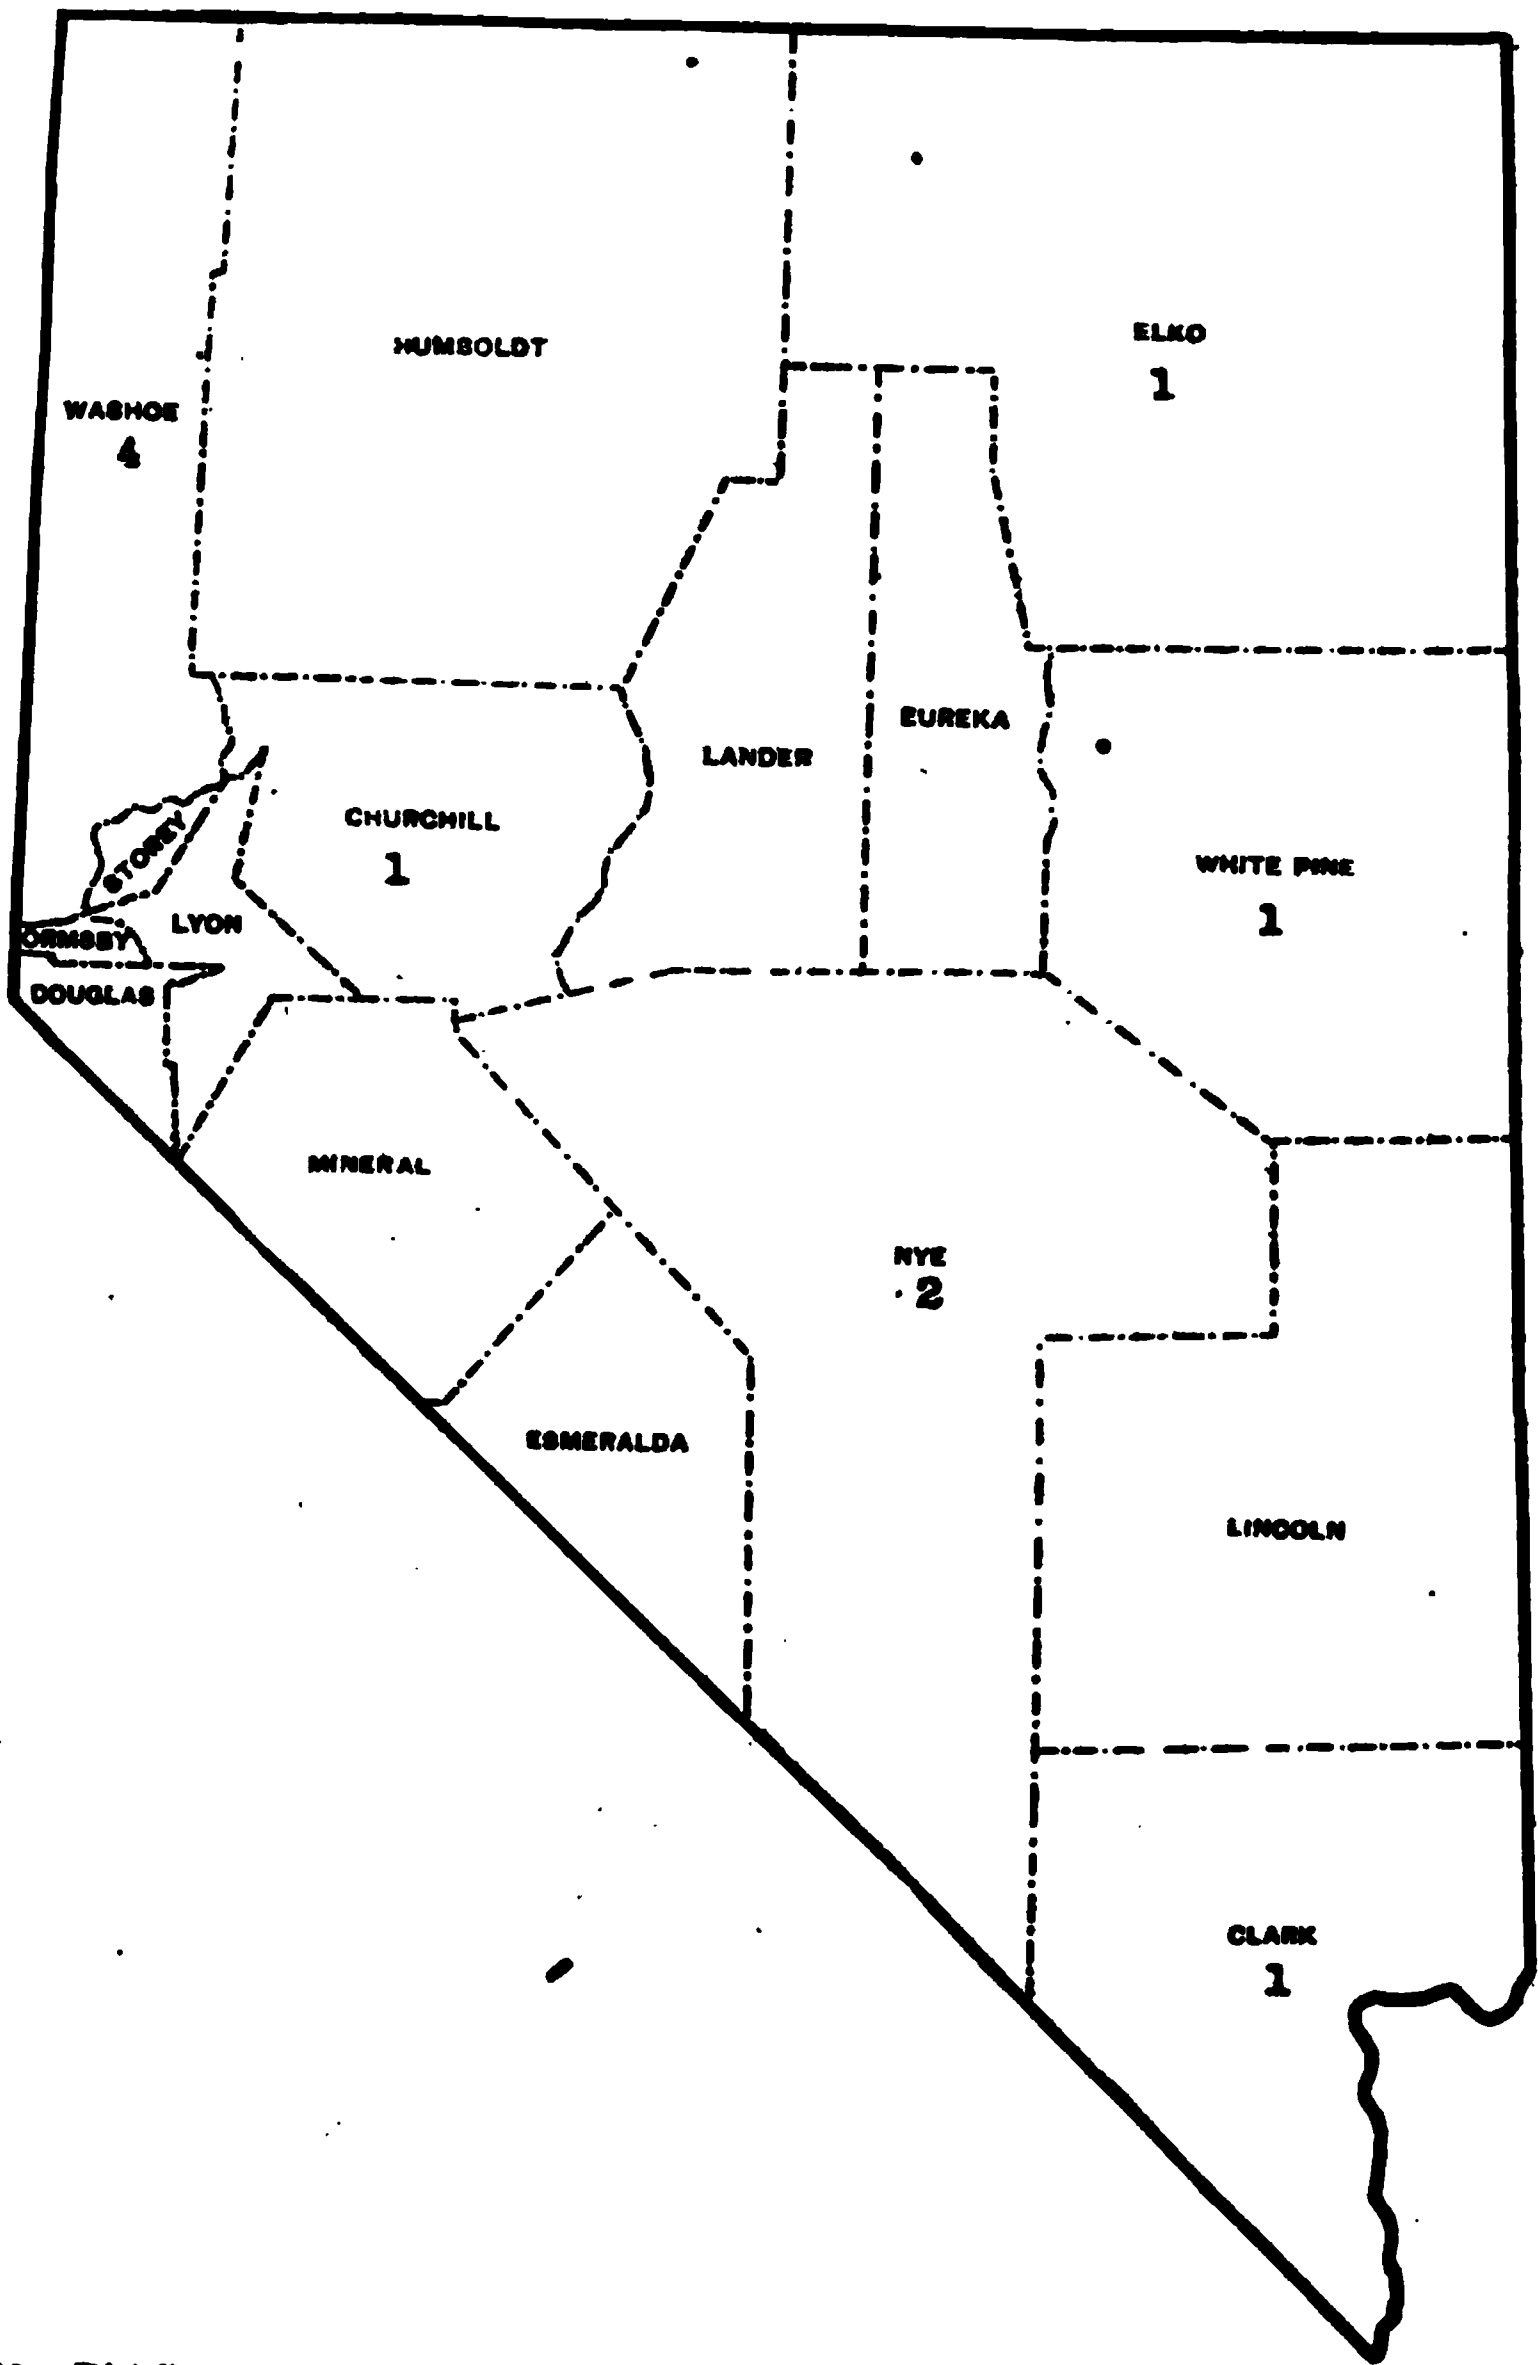 HUMBOLDT
ELKO
1
WASHOE
4
EUREKA
LANDER
CHURCHILL
1
STOREY
WHITE PINE
1
LYON
ORMSBY
DOUGLAS
MINERAL
NYE
2
ESMERALDA
LINCOLN
CLARK
1